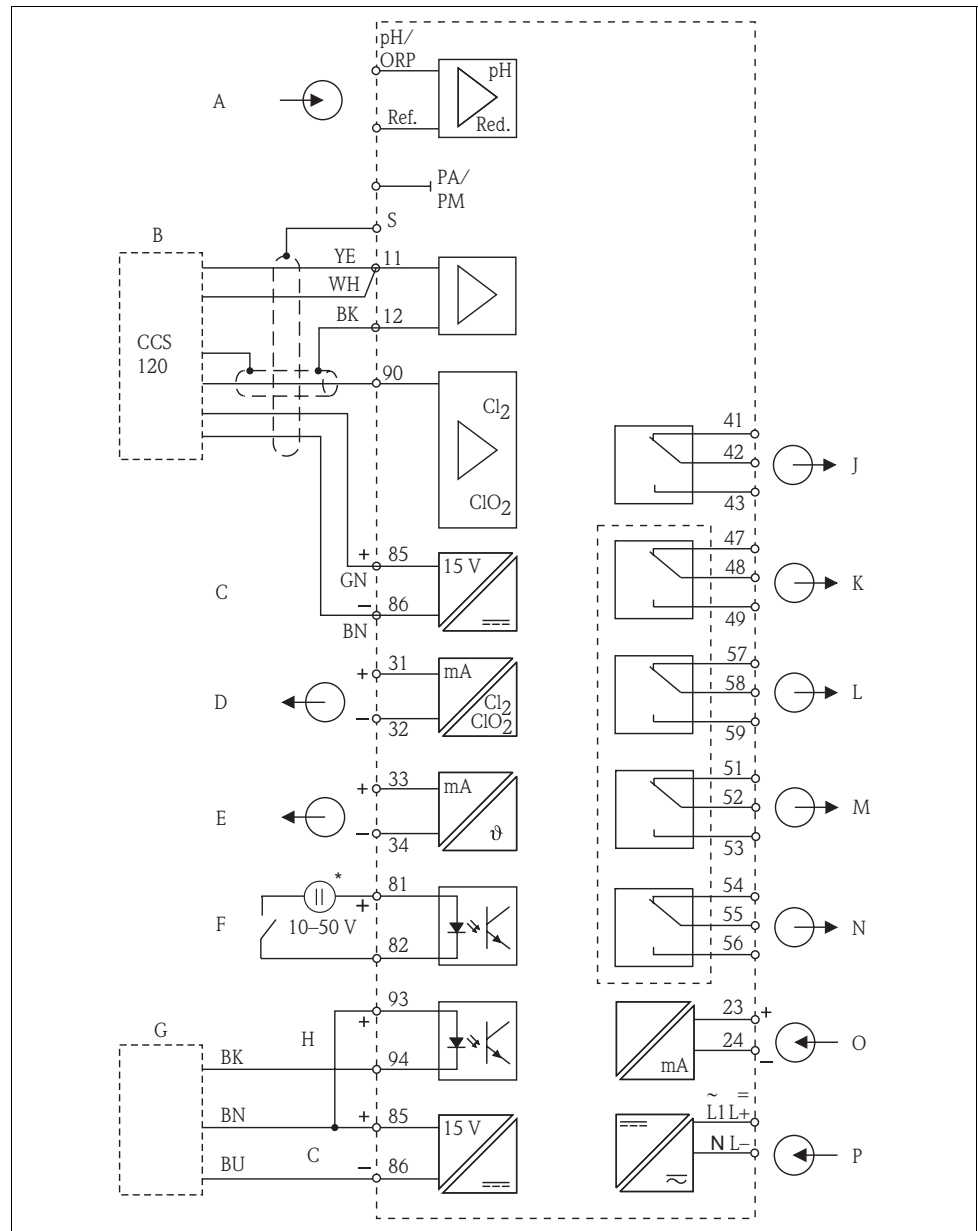 pH/
ORP
pH
A
Ref.
Red.
PA/
PM
S
B
YE
11
WH
BK
12
CCS
120
90
Cl2
ClO2
+
85
15 V
GN
C
−
86
BN
+
31
mA
D
−
32
Cl2
ClO2
+
33
mA
E
−
34
ϑ
*
81
+
F
10–50 V
82
93
+
G
H
BK
94
BN
+
85
15 V
C
BU
−
86
41
42
J
43
47
48
K
49
57
58
L
59
51
52
M
53
54
55
N
56
23
+
24
O
mA
−
~ =
L1 L+
N L−
P